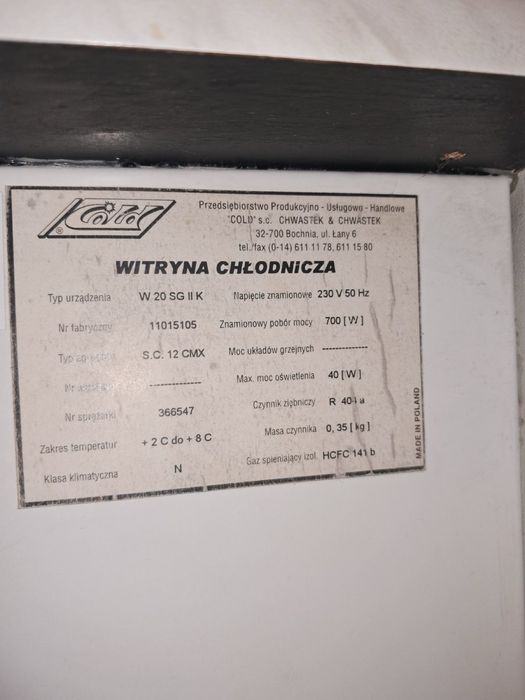 Cold
®
Przedsiębiorstwo Produkcyjno - Usługowo - Handlowe
"COLD" s.c. CHWASTEK & CHWASTEK
32-700 Bochnia, ul. Łany 6
tel./fax (0-14) 611 11 78, 611 15 80
WITRYNA CHŁODNICZA
Typ urządzenia W 20 SG II K Napięcie znamionowe 230 V 50 Hz
Nr fabryczny 11015105 Znamionowy pobór mocy 700 [ W ]
Typ S.C. 12 CMX Moc układów grzejnych --------------
Nr -------------- Max. moc oświetlenia 40 [ W ]
Nr sprężarki 366547 Czynnik ziębniczy R 404 a
Zakres temperatur + 2 C do + 8 C Masa czynnika 0, 35 [ kg ]
Klasa klimatyczna N Gaz spieniający izol. HCFC 141 b
MADE IN POLAND